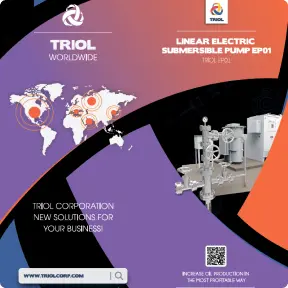 TRIOL
WORLDWIDE
TRIOL CORPORATION
NEW SOLUTIONS FOR
YOUR BUSINESS!
WWW.TRIOLCORP.COM
TRIOL
LINEAR ELECTRIC
SUBMERSIBLE PUMP EP01
TRIOL EP01
INCREASE OIL PRODUCTION IN
THE MOST PROFITABLE WAY